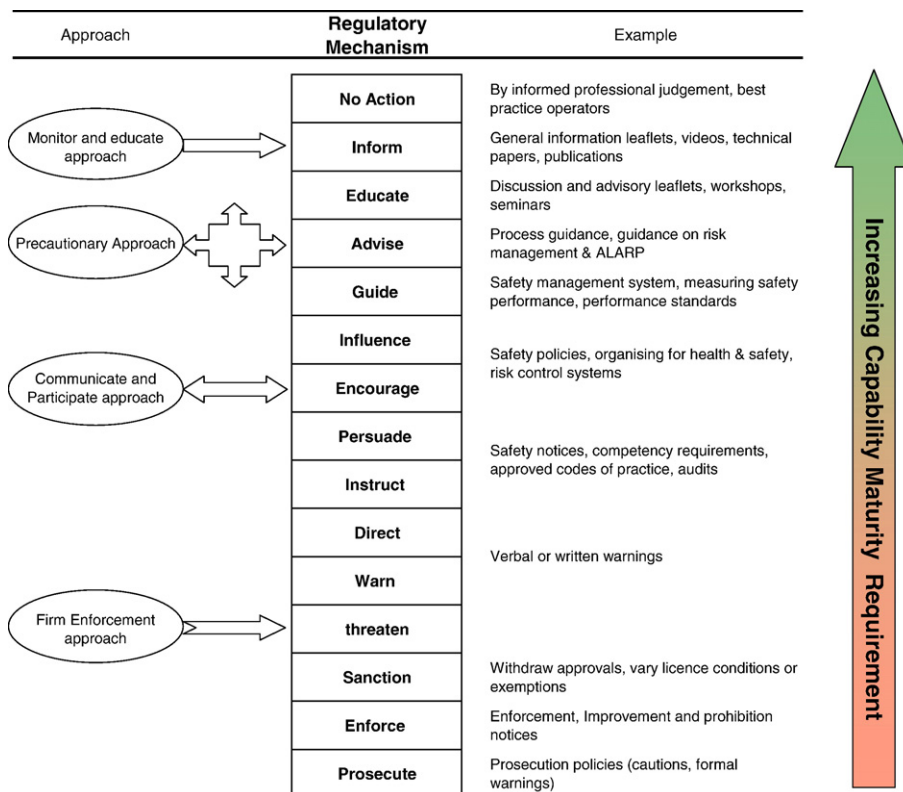 Approach
Regulatory
Mechanism
Example
No Action
By informed professional judgement, best
practice operators
Monitor and educate
approach
Inform
General information leaflets, videos, technical
papers, publications
Educate
Discussion and advisory leaflets, workshops,
seminars
Precautionary Approach
Advise
Process guidance, guidance on risk
management & ALARP
Guide
Safety management system, measuring safety
performance, performance standards
Influence
Safety policies, organising for health & safety,
risk control systems
Communicate and
Participate approach
Encourage
Persuade
Safety notices, competency requirements,
approved codes of practice, audits
Instruct
Direct
Verbal or written warnings
Warn
Firm Enforcement
approach
threaten
Sanction
Withdraw approvals, vary licence conditions or
exemptions
Enforce
Enforcement, Improvement and prohibition
notices
Prosecute
Prosecution policies (cautions, formal
warnings)
Increasing Capability Maturity Requirement